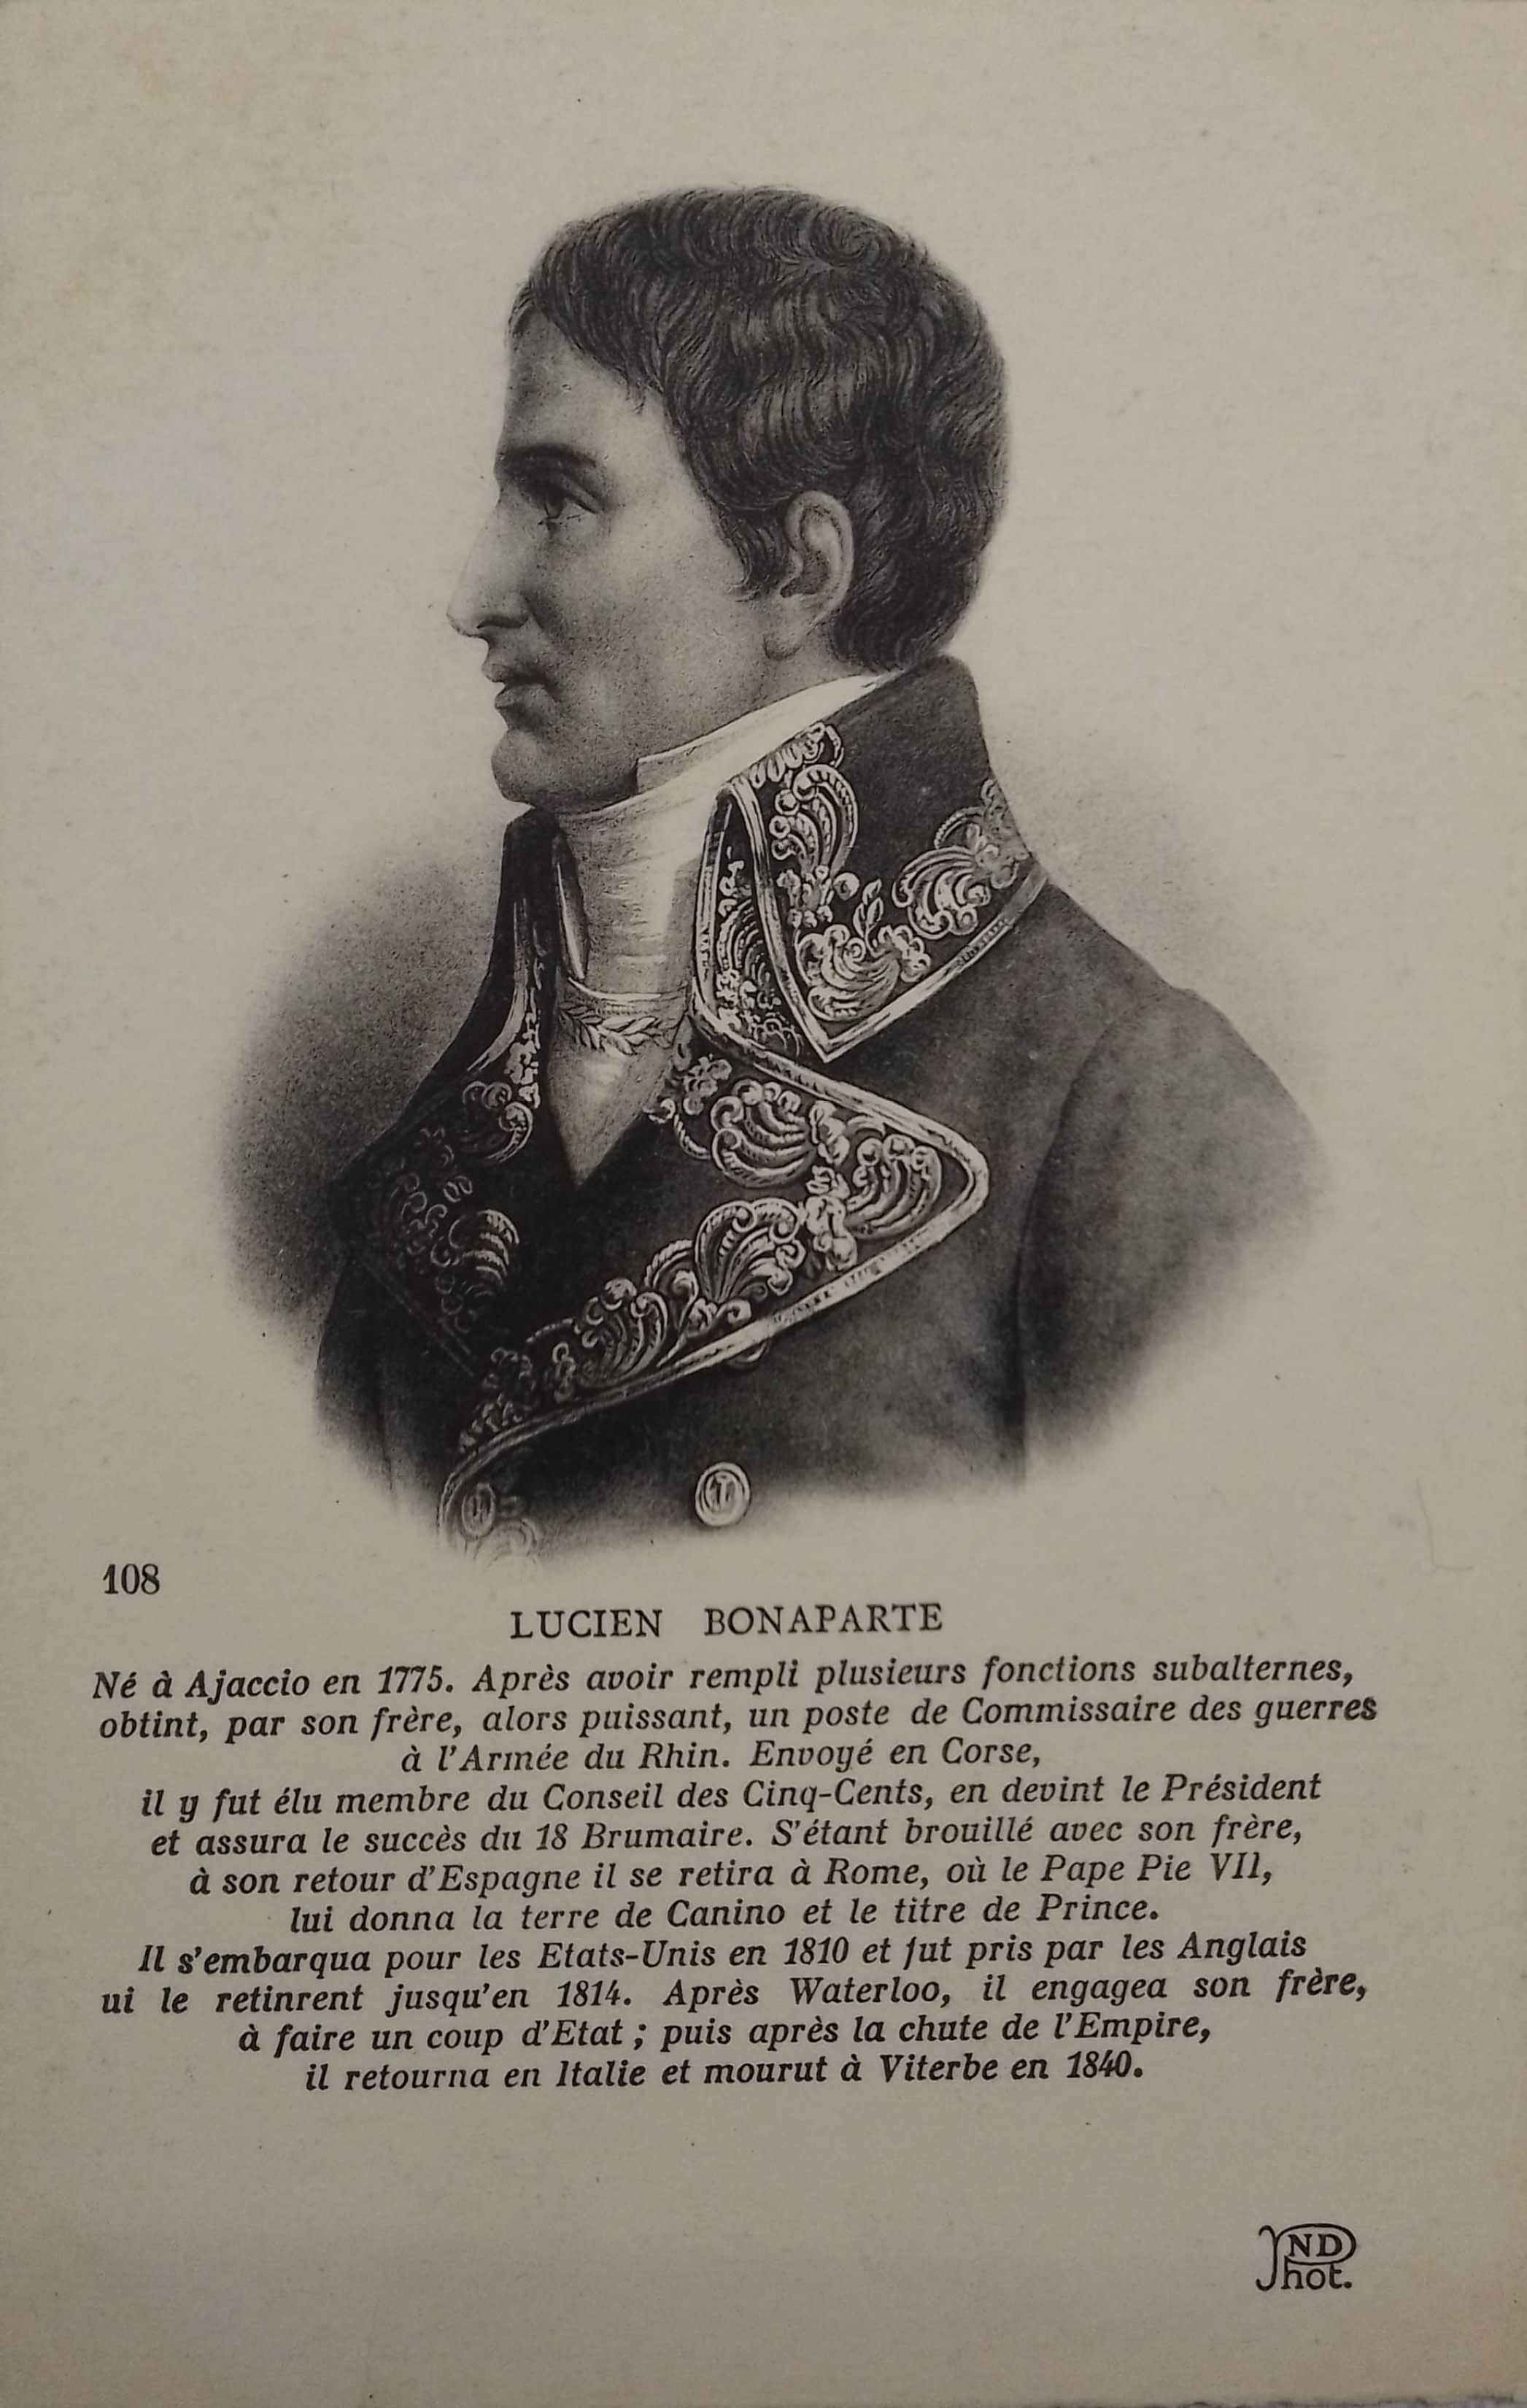 108
LUCIEN BONAPARTE
Né à Ajaccio en 1775. Après avoir rempli plusieurs fonctions subalternes,
obtint, par son frère, alors puissant, un poste de Commissaire des guerres
à l'Armée du Rhin. Envoyé en Corse,
il y fut élu membre du Conseil des Cinq-Cents, en devint le Président
et assura le succès du 18 Brumaire. S'étant brouillé avec son frère,
à son retour d'Espagne il se retira à Rome, où le Pape Pie VII,
lui donna la terre de Canino et le titre de Prince.
Il s'embarqua pour les Etats-Unis en 1810 et fut pris par les Anglais
ui le retinrent jusqu'en 1814. Après Waterloo, il engagea son frère,
à faire un coup d'Etat ; puis après la chute de l'Empire,
il retourna en Italie et mourut à Viterbe en 1840.
ND
Phot.